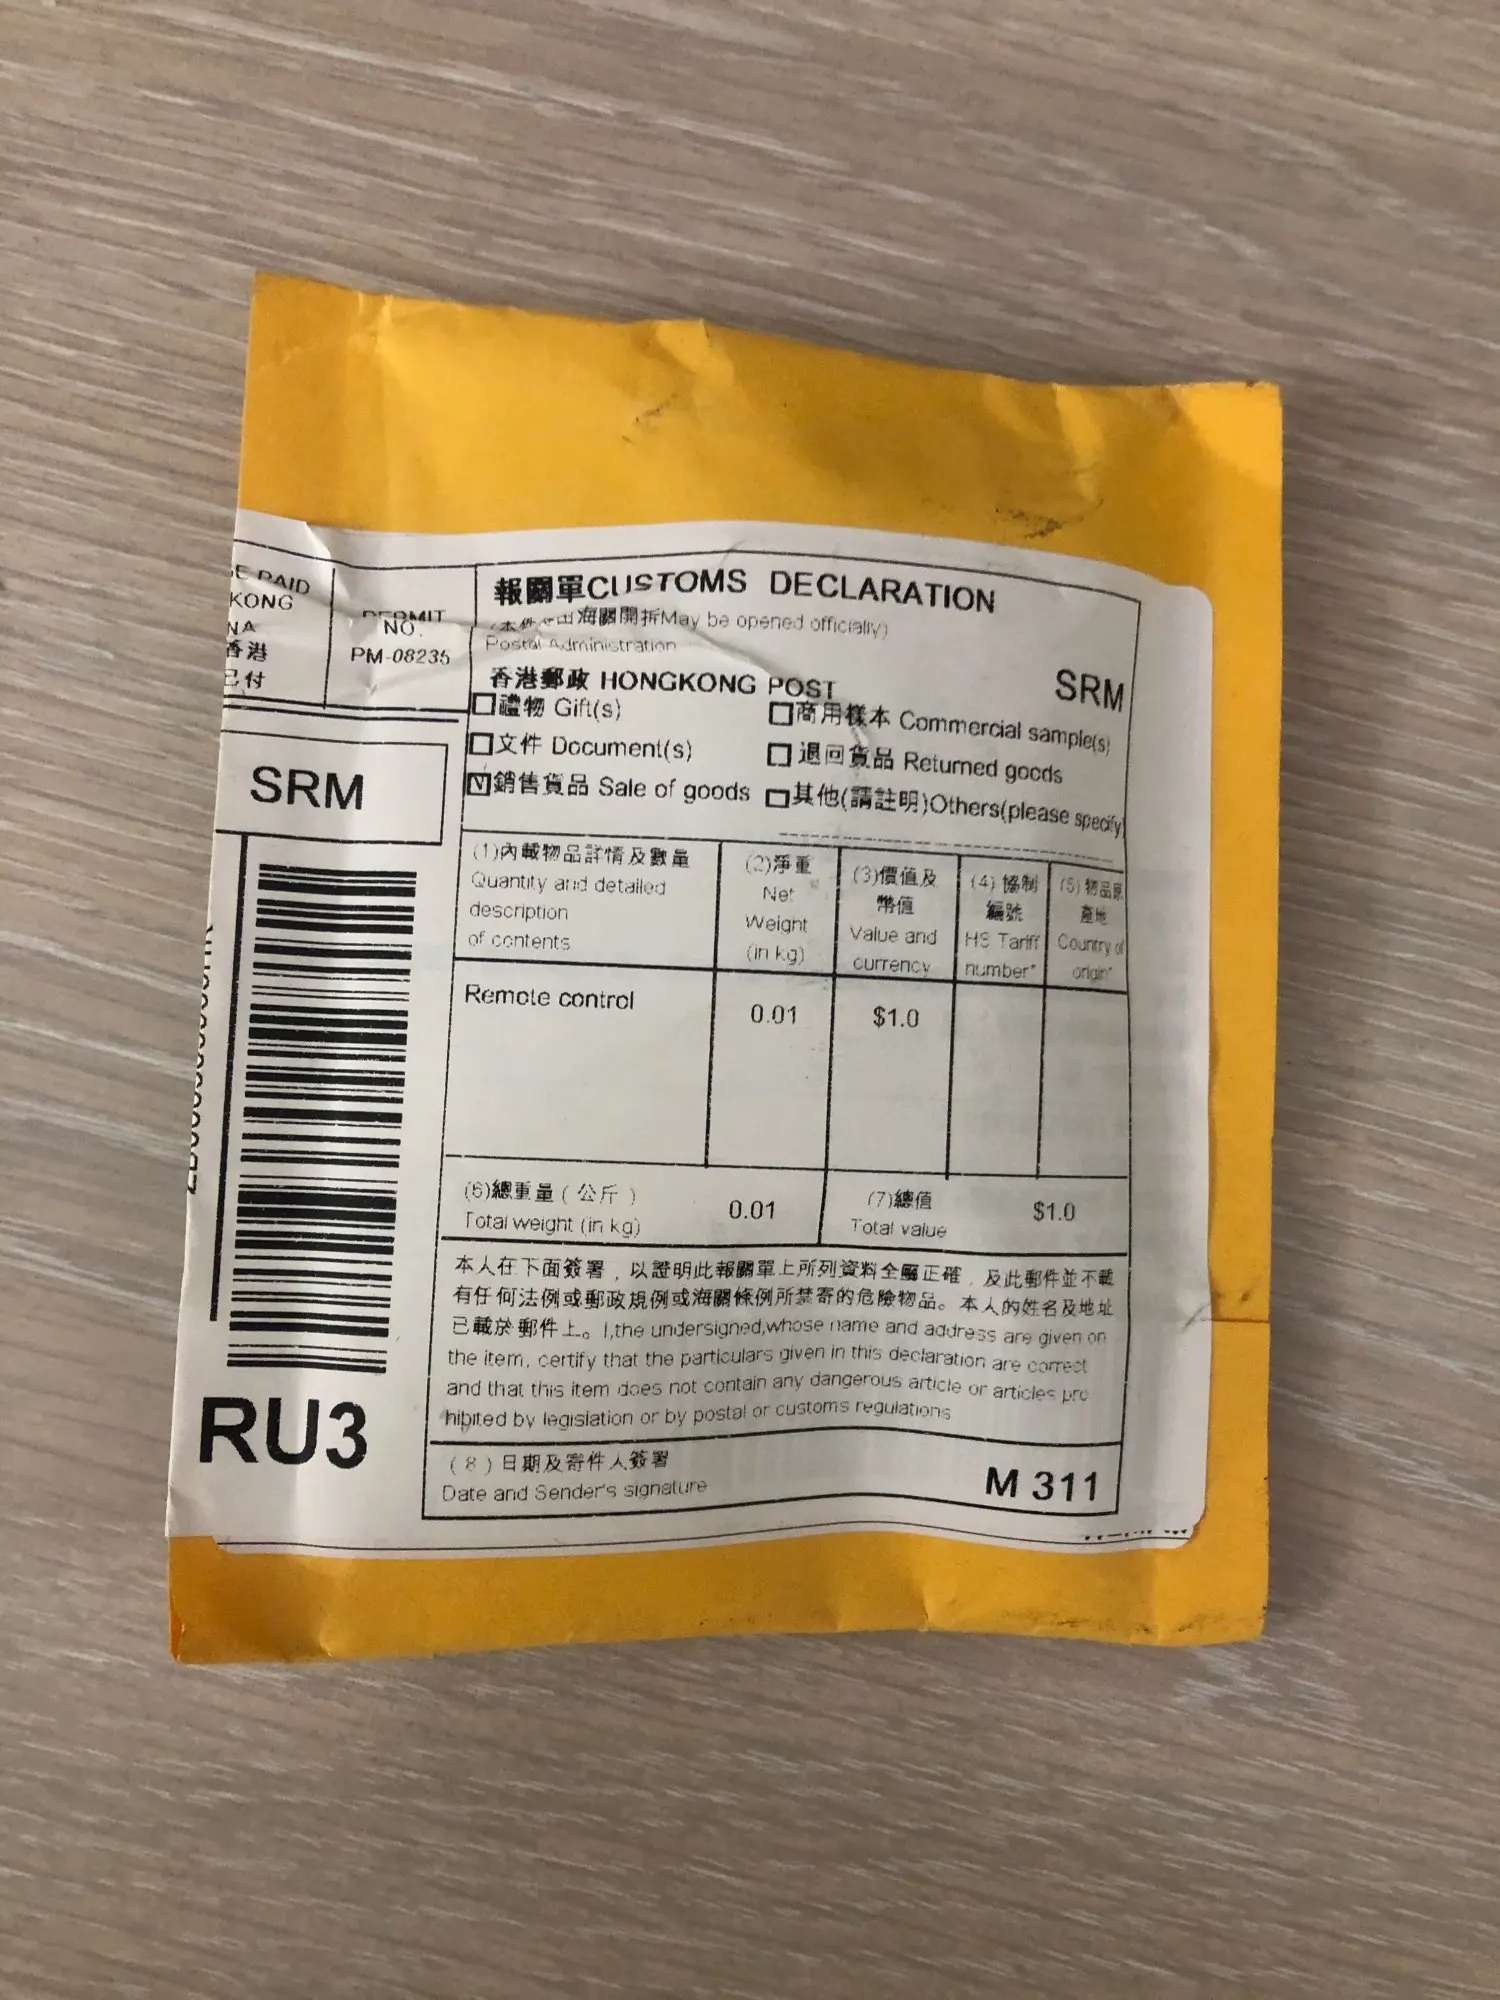 PAID
KONG
NA
香港
已付
PERMIT
NO.
PM-08235
SRM
RU3
報關單CUSTOMS DECLARATION
海關開拆May be opened officially)
Postal Administration
香港郵政 HONGKONG POST
SRM
禮物 Gift(s)
商用樣本 Commercial sample(s)
文件 Document(s)
退回貨品 Returned goods
銷售貨品 Sale of goods
其他(請註明)Others(please specify)
(1)內載物品詳情及數量
Quantity and detailed
description
of contents
(2)淨重
Net
Weight
(in kg)
(3)價值及
幣值
Value and
currency
(4) 協制
編號
HS Tariff
number*
(5) 物品原
產地
Country of
origin*
Remote control
0.01
$1.0
(6)總重量(公斤)
Total weight (in kg)
0.01
(7)總值
Total value
$1.0
本人在下面簽署,以證明此報關單上所列資料全屬正確,及此郵件並不載
有任何法例或郵政規例或海關條例所禁寄的危險物品。本人的姓名及地址
已載於郵件上。I,the undersigned,whose name and address are given on
the item, certify that the particulars given in this declaration are correct
and that this item does not contain any dangerous article or articles pro
hibited by legislation or by postal or customs regulations
(8)日期及寄件人簽署
Date and Sender's signature
M 311